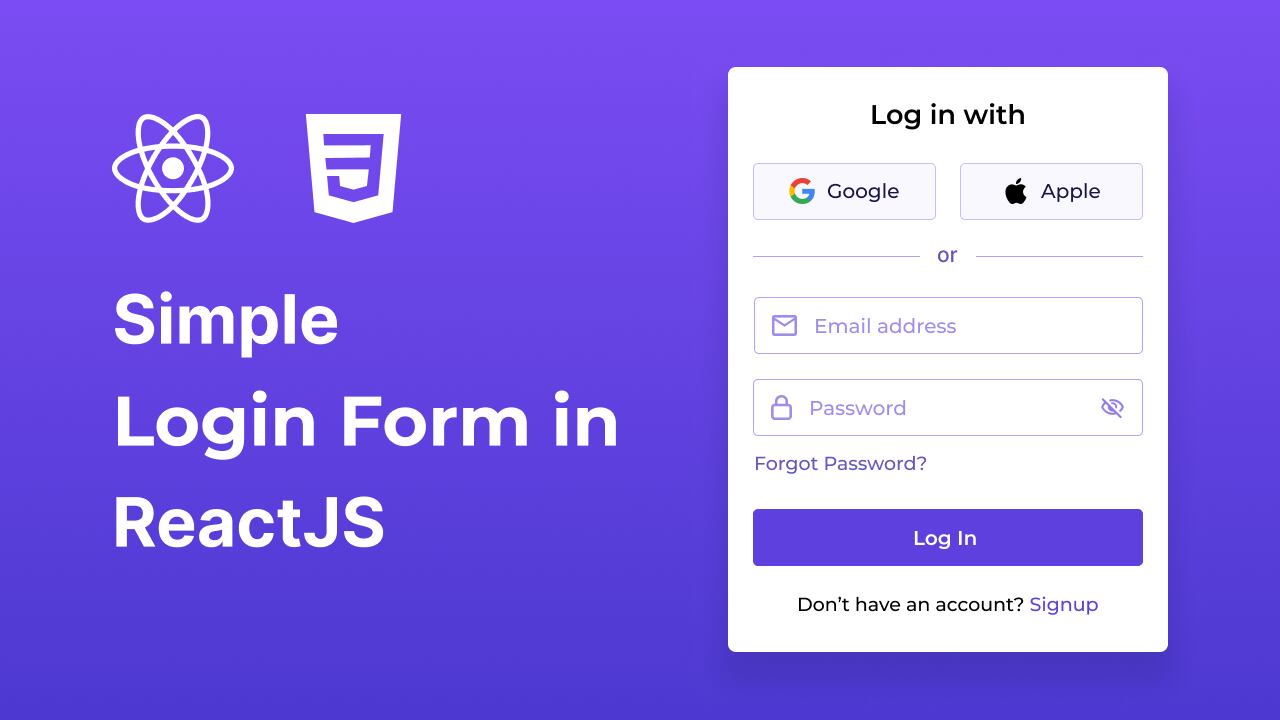 Simple
Login Form in
ReactJS
Log in with
Google
Apple
or
Email address
Password
Forgot Password?
Log In
Don’t have an account? Signup